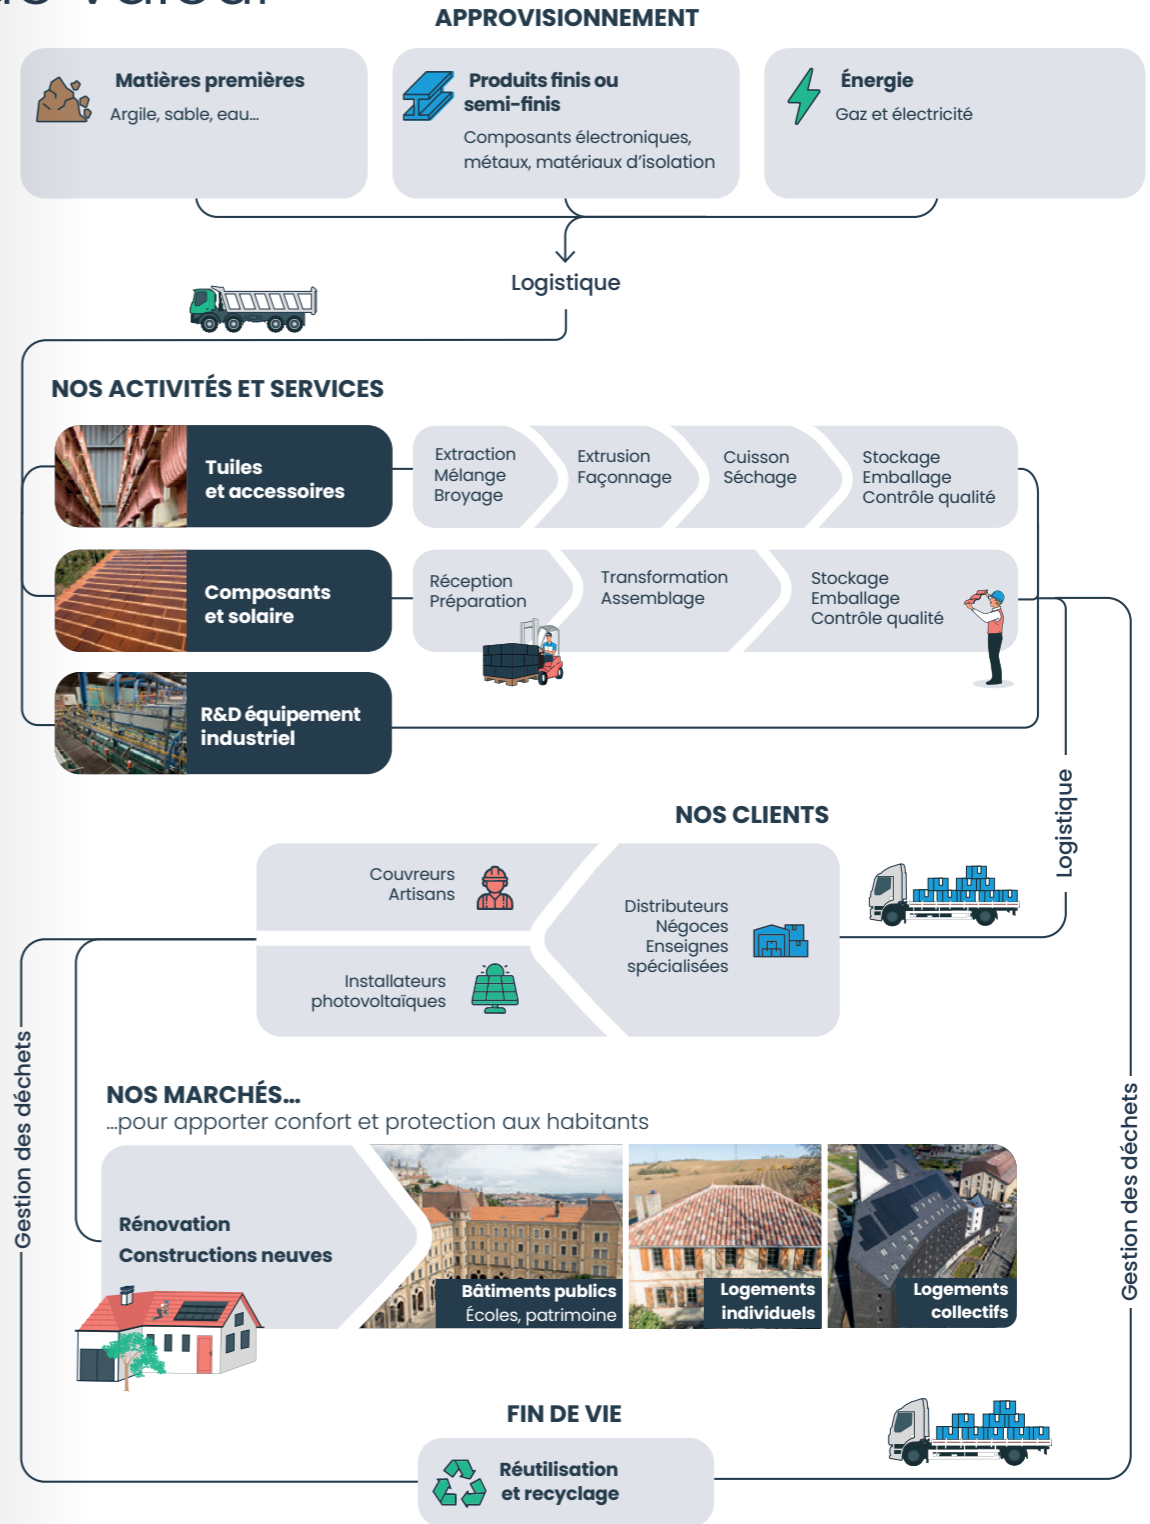 APPROVISIONNEMENT
Matières premières
Argile, sable, eau...
Produits finis ou
semi-finis
Composants électroniques,
métaux, matériaux d'isolation
Énergie
Gaz et électricité
Logistique
NOS ACTIVITÉS ET SERVICES
Tuiles
et accessoires
Extraction
Mélange
Broyage
Extrusion
Façonnage
Cuisson
Séchage
Stockage
Emballage
Contrôle qualité
Composants
et solaire
Réception
Préparation
Transformation
Assemblage
Stockage
Emballage
Contrôle qualité
R&D équipement
industriel
Logistique
NOS CLIENTS
Couvreurs
Artisans
Installateurs
photovoltaïques
Distributeurs
Négoces
Enseignes
spécialisées
Gestion des déchets
NOS MARCHÉS...
...pour apporter confort et protection aux habitants
Rénovation
Constructions neuves
Bâtiments publics
Écoles, patrimoine
Logements
individuels
Logements
collectifs
Gestion des déchets
FIN DE VIE
Réutilisation
et recyclage